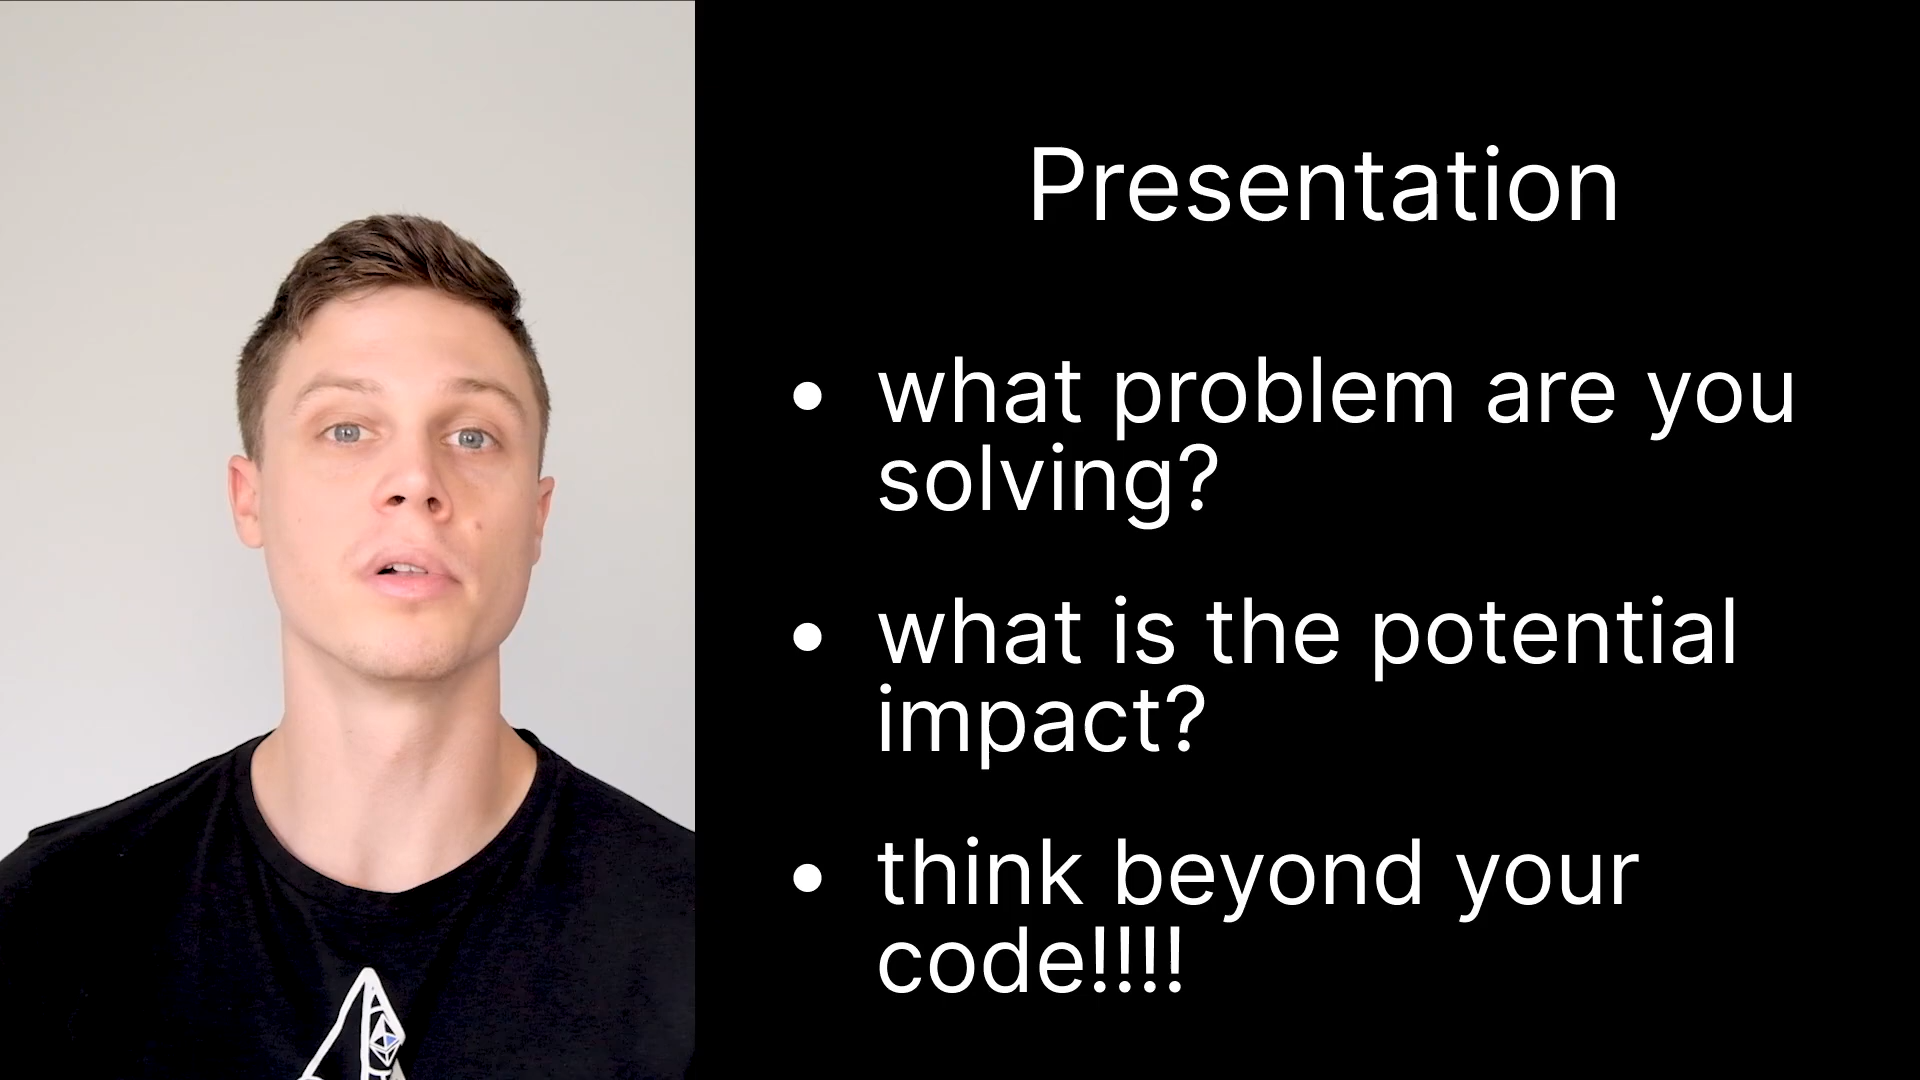 Presentation
• what problem are you
solving?
• what is the potential
impact?
• think beyond your
code!!!!